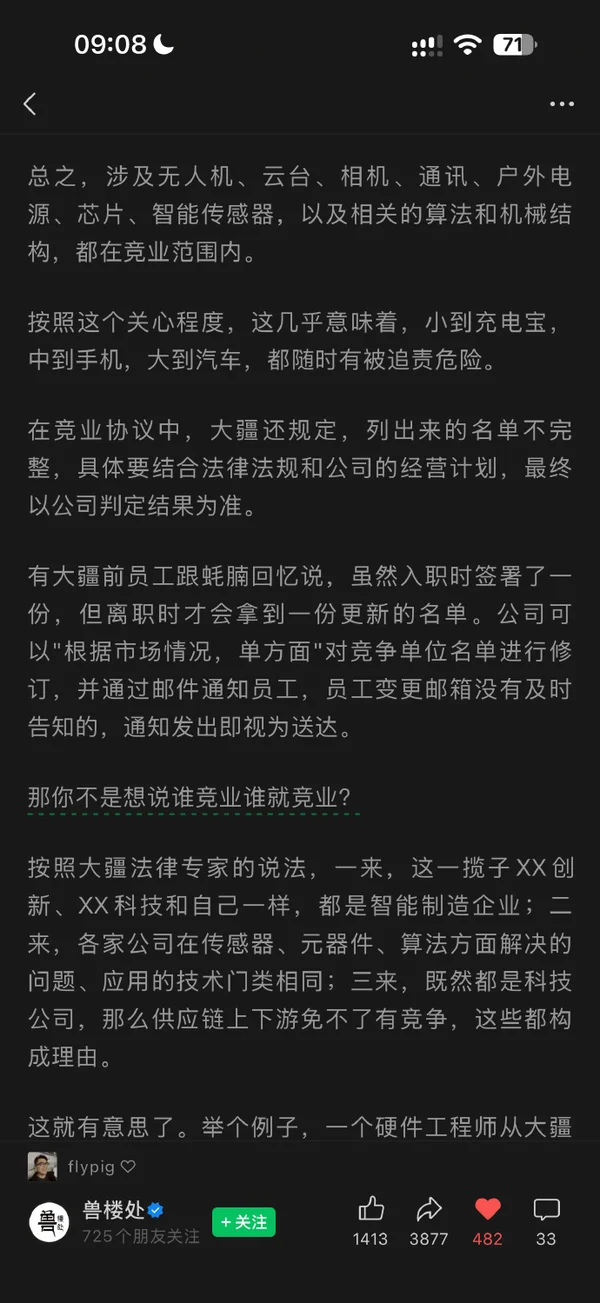 09:08
71
总之，涉及无人机、云台、相机、通讯、户外电
源、芯片、智能传感器，以及相关的算法和机械结
构，都在竞业范围内。
按照这个关心程度，这几乎意味着，小到充电宝，
中到手机，大到汽车，都随时有被追责危险。
在竞业协议中，大疆还规定，列出来的名单不完
整，具体要结合法律法规和公司的经营计划，最终
以公司判定结果为准。
有大疆前员工跟蚝腩回忆说，虽然入职时签署了一
份，但离职时才会拿到一份更新的名单。公司可
以"根据市场情况，单方面"对竞争单位名单进行修
订，并通过邮件通知员工，员工变更邮箱没有及时
告知的，通知发出即视为送达。
那你不是想说谁竞业谁就竞业？
按照大疆法律专家的说法，一来，这一揽子XX创
新、XX科技和自己一样，都是智能制造企业；二
来，各家公司在传感器、元器件、算法方面解决的
问题、应用的技术门类相同；三来，既然都是科技
公司，那么供应链上下游免不了有竞争，这些都构
成理由。
这就有意思了。举个例子，一个硬件工程师从大疆
flypig
兽楼处
兽楼处
725个朋友关注
+关注
1413
3877
482
33